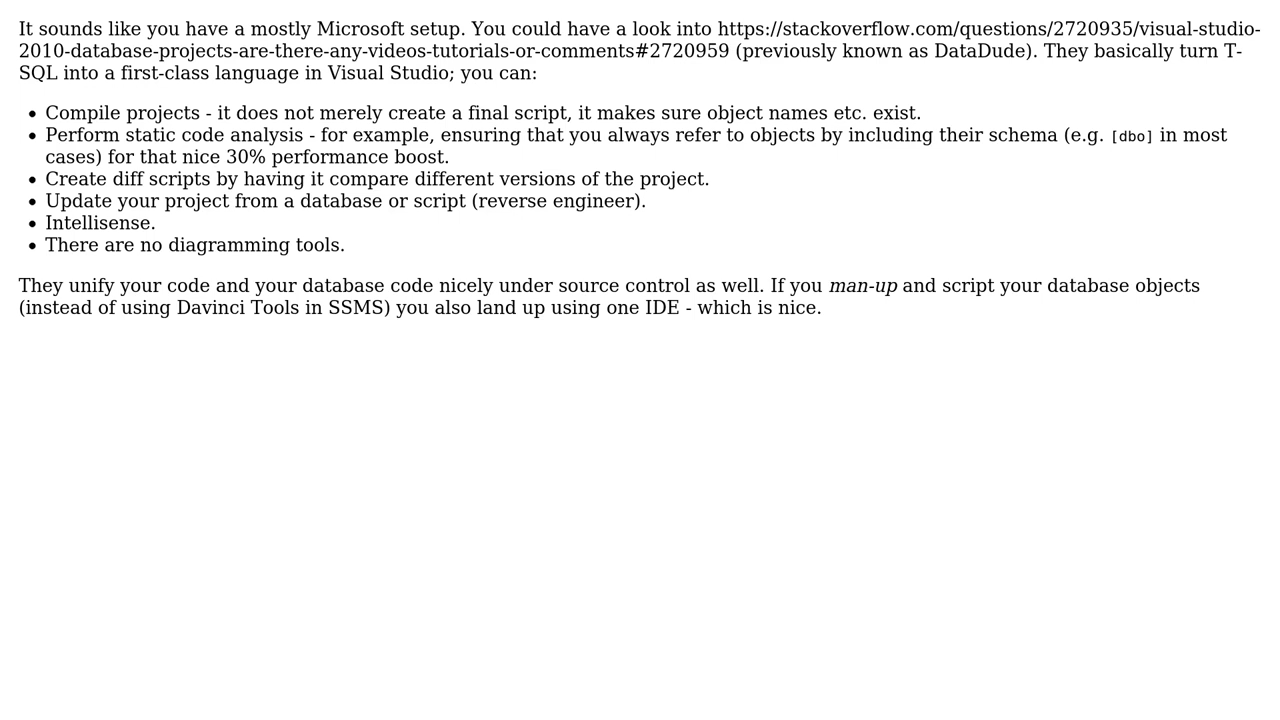 It sounds like you have a mostly Microsoft setup. You could have a look into https://stackoverflow.com/questions/2720935/visual-studio-
2010-database-projects-are-there-any-videos-tutorials-or-comments#2720959 (previously known as DataDude). They basically turn T-
SQL into a first-class language in Visual Studio; you can:
• Compile projects - it does not merely create a final script, it makes sure object names etc. exist.
• Perform static code analysis - for example, ensuring that you always refer to objects by including their schema (e.g. [dbo] in most
cases) for that nice 30% performance boost.
• Create diff scripts by having it compare different versions of the project.
• Update your project from a database or script (reverse engineer).
• Intellisense.
• There are no diagramming tools.
They unify your code and your database code nicely under source control as well. If you man-up and script your database objects
(instead of using Davinci Tools in SSMS) you also land up using one IDE - which is nice.